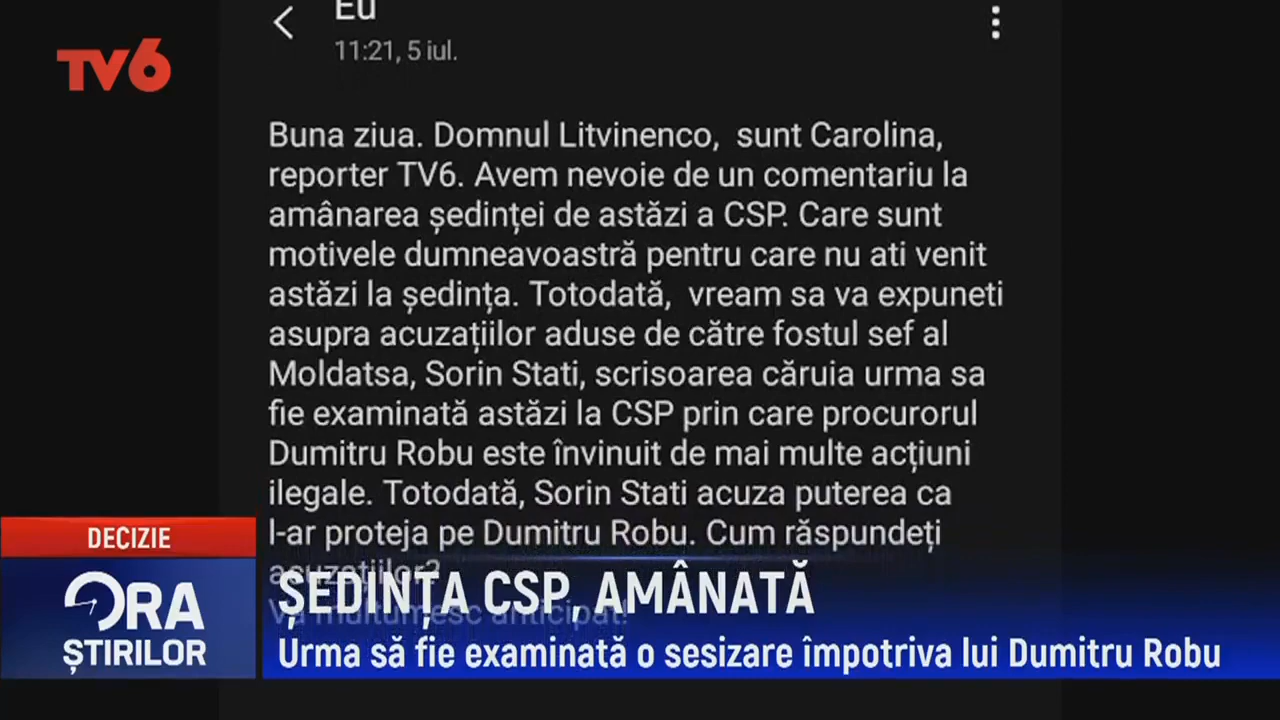 TV6
Eu
11:21, 5 iul.
Buna ziua. Domnul Litvinenco, sunt Carolina,
reporter TV6. Avem nevoie de un comentariu la
amânarea ședinței de astăzi a CSP. Care sunt
motivele dumneavoastră pentru care nu ati venit
astăzi la ședința. Totodată, vream sa va expuneti
asupra acuzațiilor aduse de către fostul sef al
Moldatsa, Sorin Stati, scrisoarea căruia urma sa
fie examinată astăzi la CSP prin care procurorul
Dumitru Robu este învinuit de mai multe acțiuni
ilegale. Totodată, Sorin Stati acuza puterea ca
l-ar proteja pe Dumitru Robu. Cum răspundeți
acuzațiilor?
Va multumesc anticipat!
DECIZIE
ORA
ȘTIRILOR
ȘEDINȚA CSP, AMÂNATĂ
Urma să fie examinată o sesizare împotriva lui Dumitru Robu